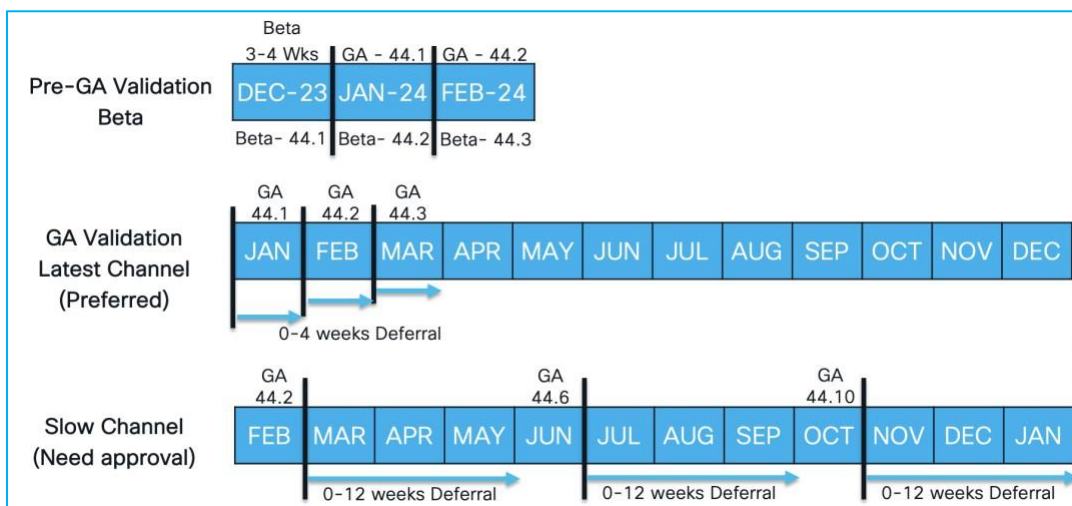 Beta
3-4 Wks GA - 44.1 GA - 44.2
Pre-GA Validation
Beta
DEC-23 JAN-24 FEB-24
Beta- 44.1 Beta- 44.2 Beta- 44.3
GA GA GA
44.1 44.2 44.3
GA Validation
Latest Channel
(Preferred)
JAN FEB MAR APR MAY JUN JUL AUG SEP OCT NOV DEC
0-4 weeks Deferral
GA GA GA
44.2 44.6 44.10
Slow Channel
(Need approval)
FEB MAR APR MAY JUN JUL AUG SEP OCT NOV DEC JAN
0-12 weeks Deferral 0-12 weeks Deferral 0-12 weeks Deferral